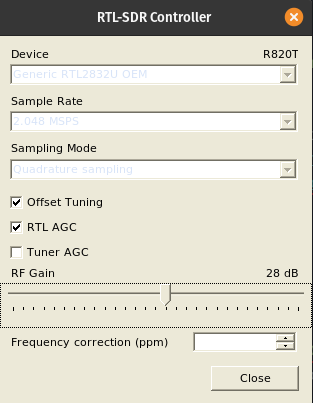 RTL-SDR Controller
Device R820T
Generic RTL2832U OEM
Sample Rate
2.048 MSPS
Sampling Mode
Quadrature sampling
Offset Tuning
RTL AGC
Tuner AGC
RF Gain 28 dB
Frequency correction (ppm)
Close